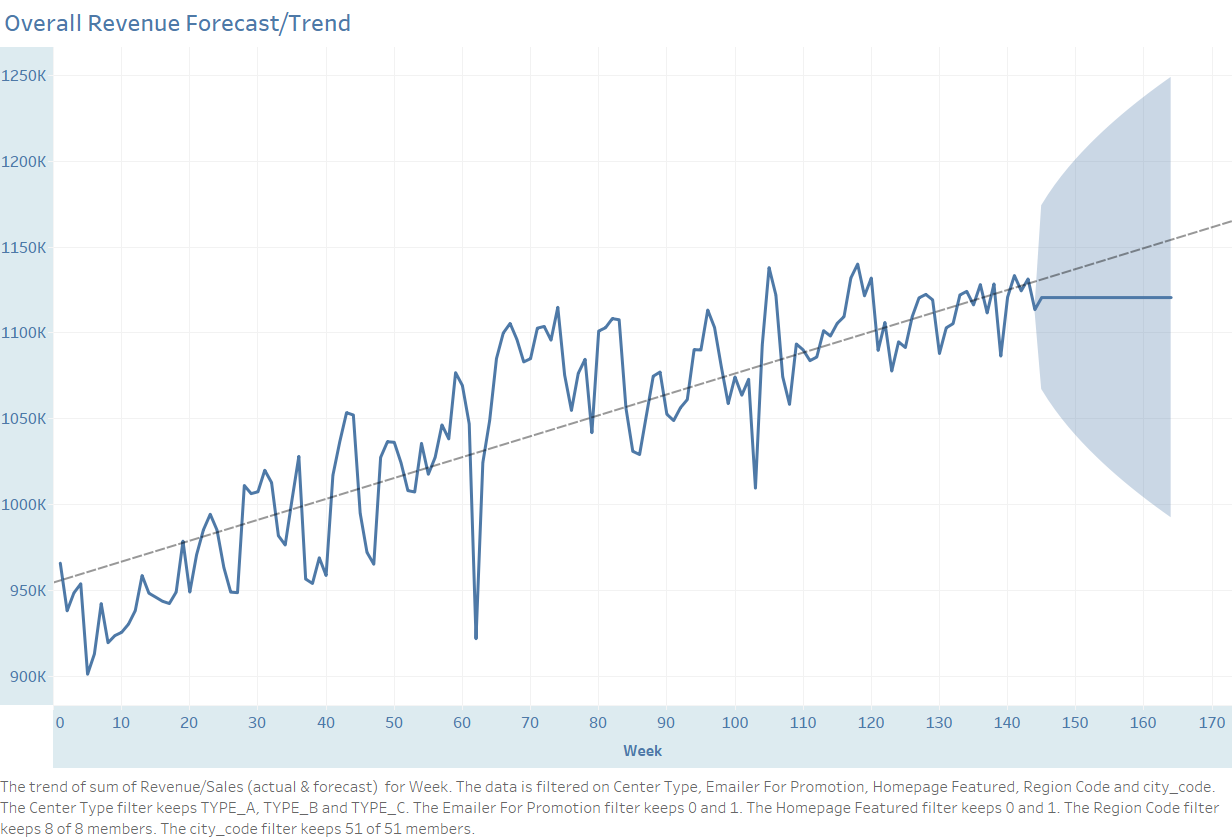 Overall Revenue Forecast/Trend
1250K
1200K
1150K
1100K
1050K
1000K
950K
900K
0 10 20 30 40 50 60 70 80 90 100 110 120 130 140 150 160 170
Week
The trend of sum of Revenue/Sales (actual & forecast)  for Week. The data is filtered on Center Type, Emailer For Promotion, Homepage Featured, Region Code and city_code.
The Center Type filter keeps TYPE_A, TYPE_B and TYPE_C. The Emailer For Promotion filter keeps 0 and 1. The Homepage Featured filter keeps 0 and 1. The Region Code filter
keeps 8 of 8 members. The city_code filter keeps 51 of 51 members.